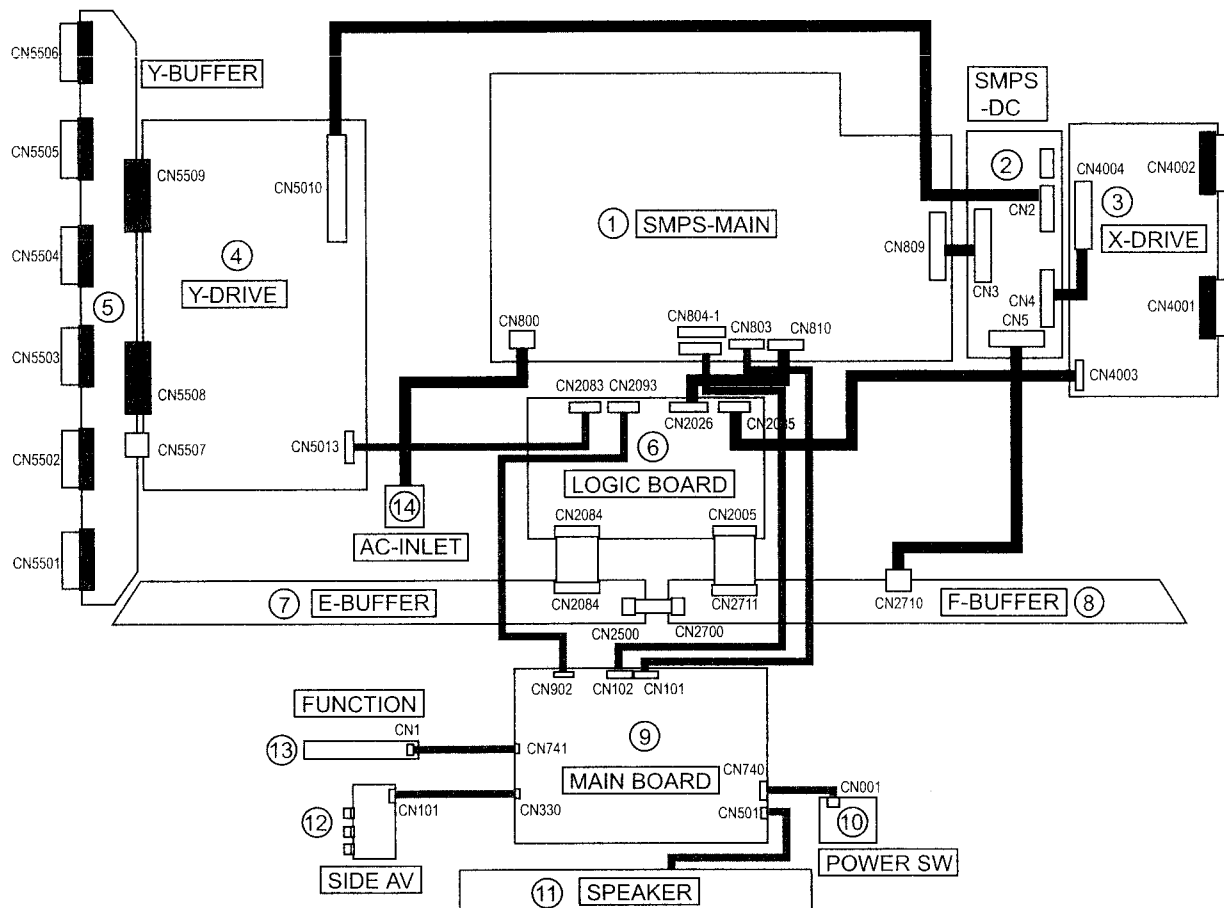 CN5506
Y-BUFFER
SMPS
-DC
CN5505
CN5509
CN5010
②
CN4004
CN4002
CN2
③
①
SMPS-MAIN
X-DRIVE
CN5504
④
Y-DRIVE
CN809
CN3
CN4
⑤
CN5
CN4001
CN804-1
CN800
CN803
CN810
CN5503
CN5508
CN2083
CN2093
CN4003
CN2026
CN5507
CN5013
⑥
CN5502
LOGIC BOARD
⑭
AC-INLET
CN2084
CN2005
CN5501
⑦
E-BUFFER
CN2084
CN2711
CN2710
F-BUFFER
⑧
CN2500
CN2700
CN902
CN102
CN101
FUNCTION
CN1
⑬
CN741
⑨
MAIN BOARD
CN740
CN001
CN101
CN330
CN501
⑫
⑩
SIDE AV
POWER SW
⑪
SPEAKER